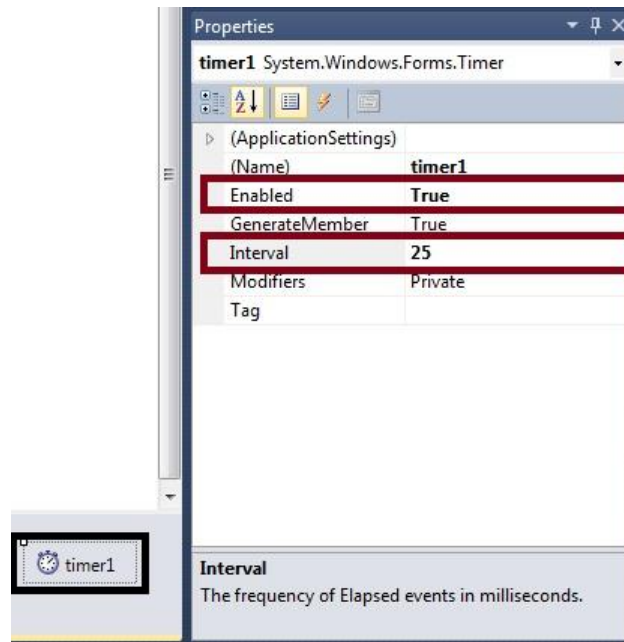 Properties
timer1 System.Windows.Forms.Timer
(ApplicationSettings)
(Name) timer1
Enabled True
GenerateMember True
Interval 25
Modifiers Private
Tag
timer1
Interval
The frequency of Elapsed events in milliseconds.